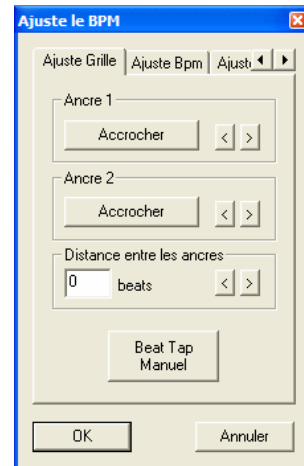 Ajuste le BPM
Ajuste Grille Ajuste Bpm Ajust
Ancre 1
Accrocher < >
Ancre 2
Accrocher < >
Distance entre les ancres
0 beats < >
Beat Tap
Manuel
OK Annuler